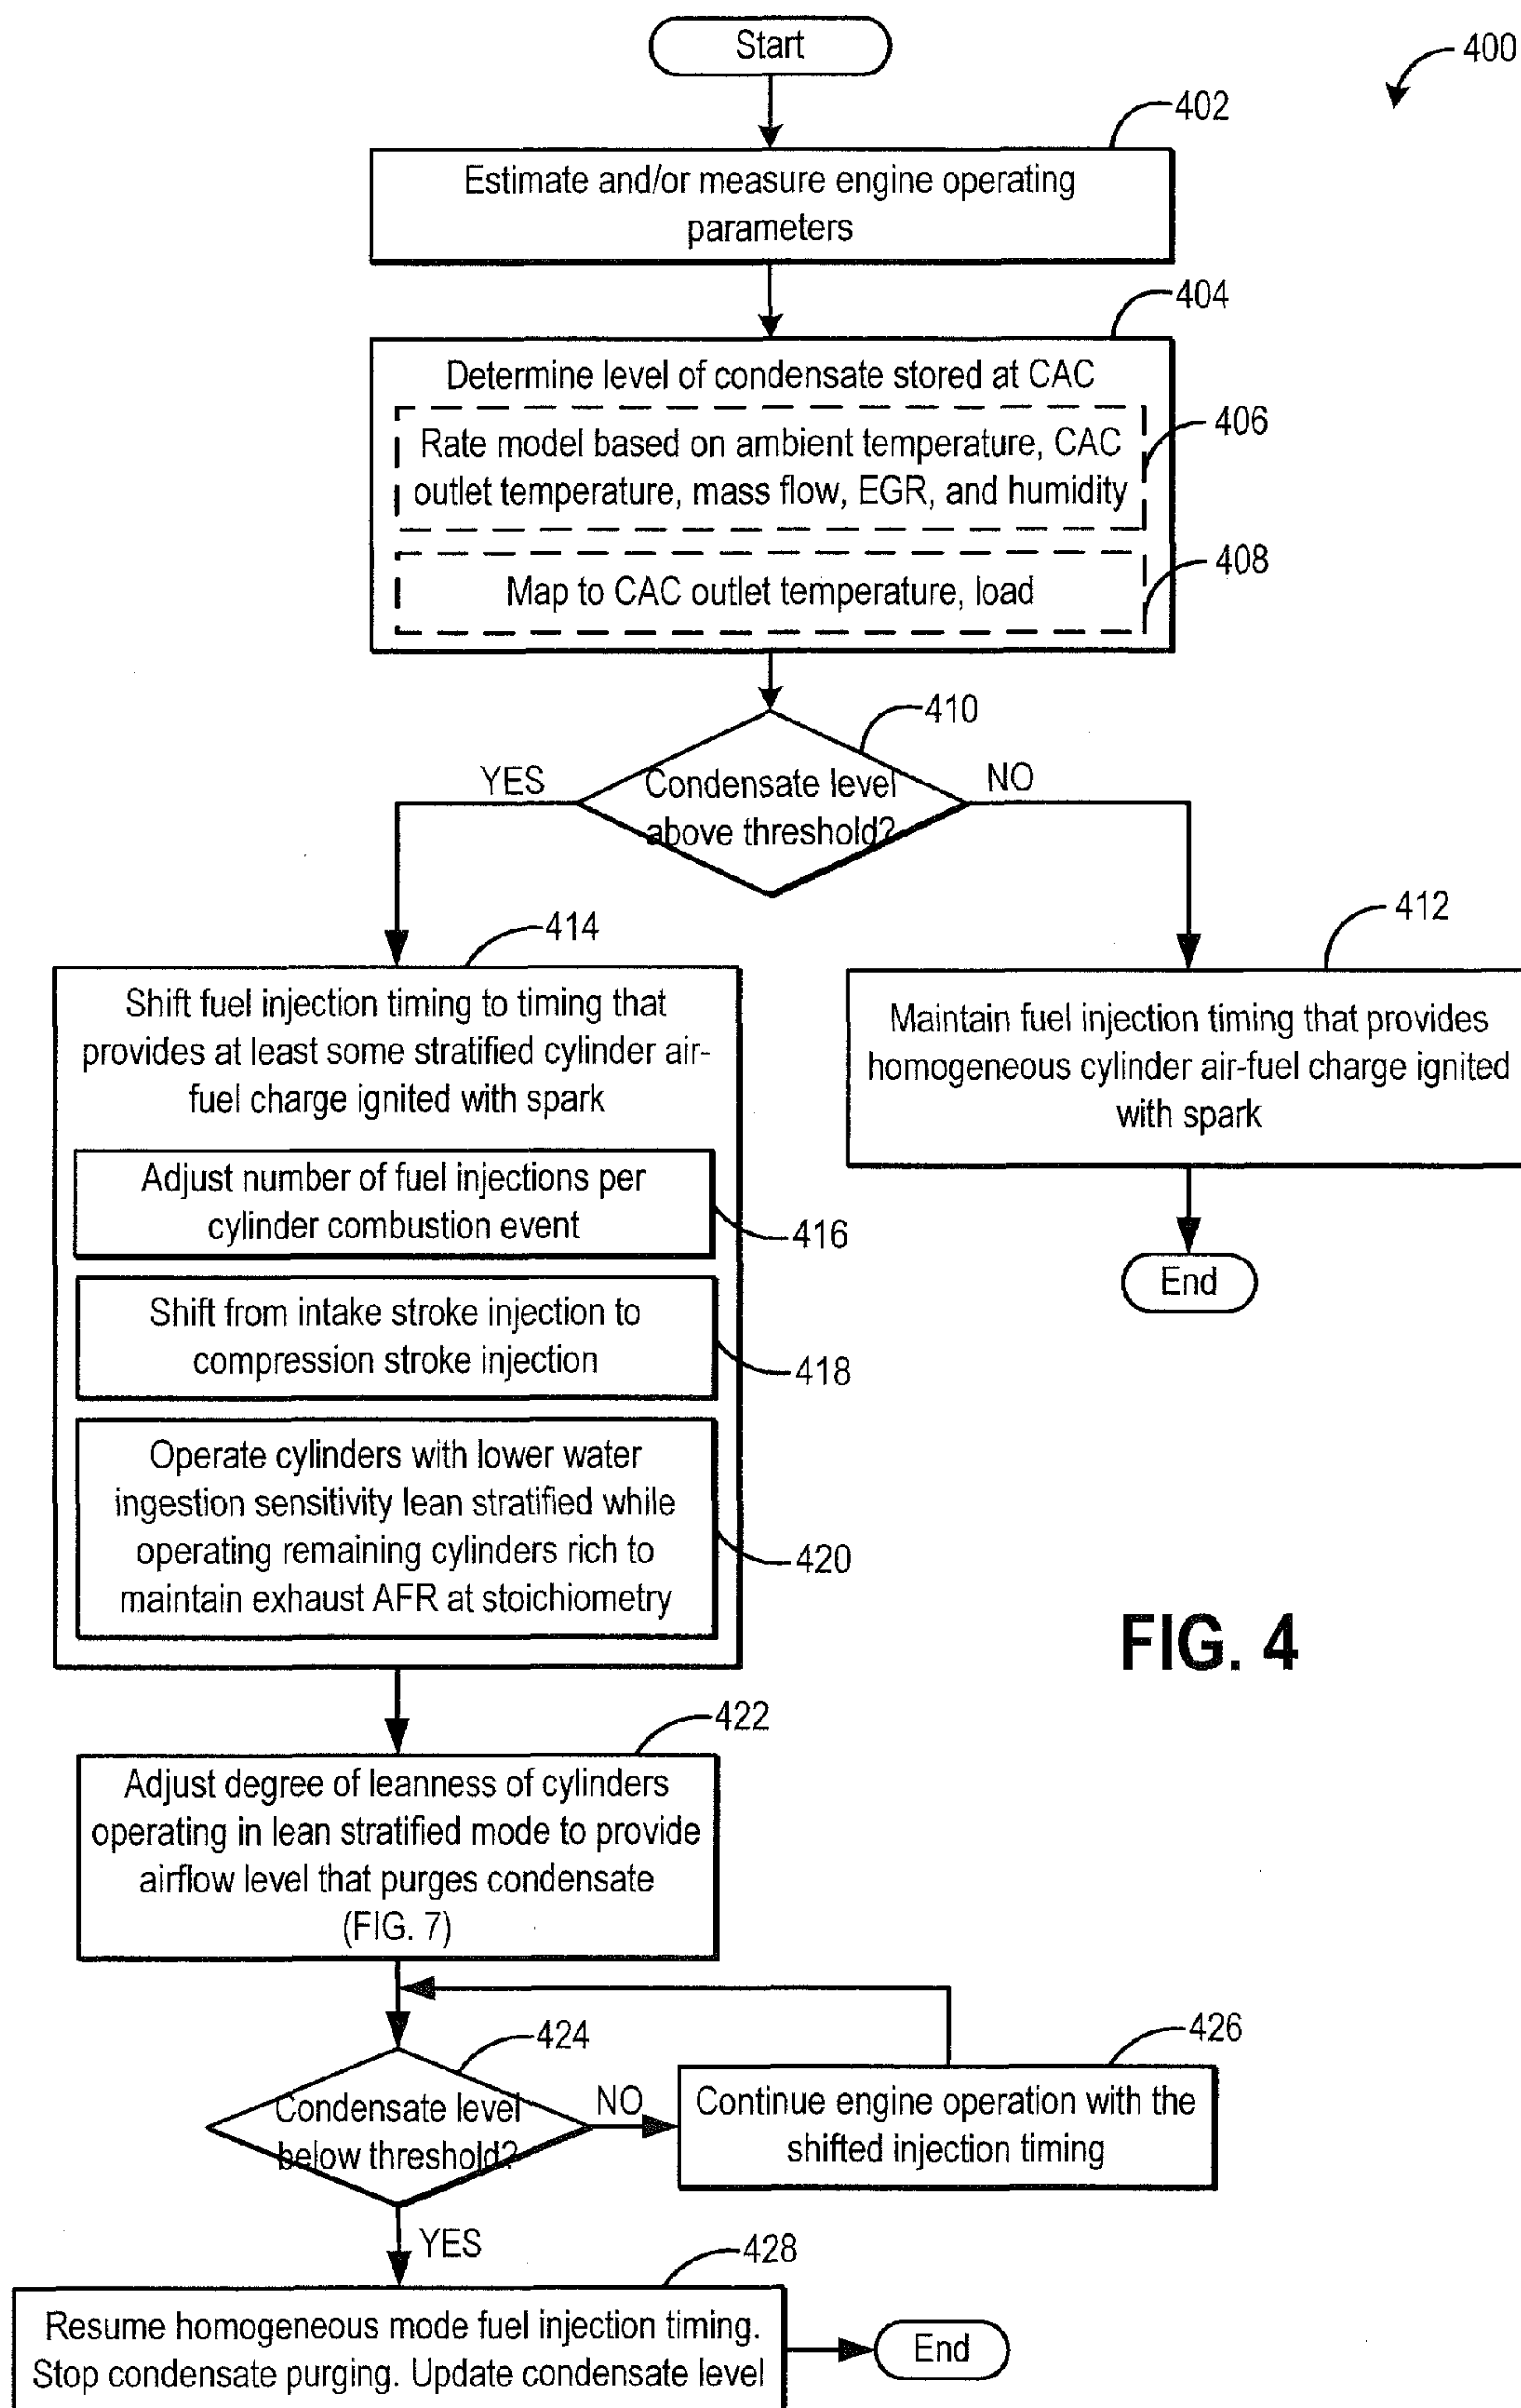 Start
400
402
Estimate and/or measure engine operating
parameters
404
Determine level of condensate stored at CAC
Rate model based on ambient temperature, CAC
outlet temperature, mass flow, EGR, and humidity
406
Map to CAC outlet temperature, load
408
410
Condensate level
above threshold?
YES
NO
414
Shift fuel injection timing to timing that
provides at least some stratified cylinder air-
fuel charge ignited with spark
Adjust number of fuel injections per
cylinder combustion event
416
Shift from intake stroke injection to
compression stroke injection
418
Operate cylinders with lower water
ingestion sensitivity lean stratified while
operating remaining cylinders rich to
maintain exhaust AFR at stoichiometry
420
412
Maintain fuel injection timing that provides
homogeneous cylinder air-fuel charge ignited
with spark
End
FIG. 4
422
Adjust degree of leanness of cylinders
operating in lean stratified mode to provide
airflow level that purges condensate
(FIG. 7)
424
Condensate level
below threshold?
NO
426
Continue engine operation with the
shifted injection timing
YES
428
Resume homogeneous mode fuel injection timing.
Stop condensate purging. Update condensate level
End